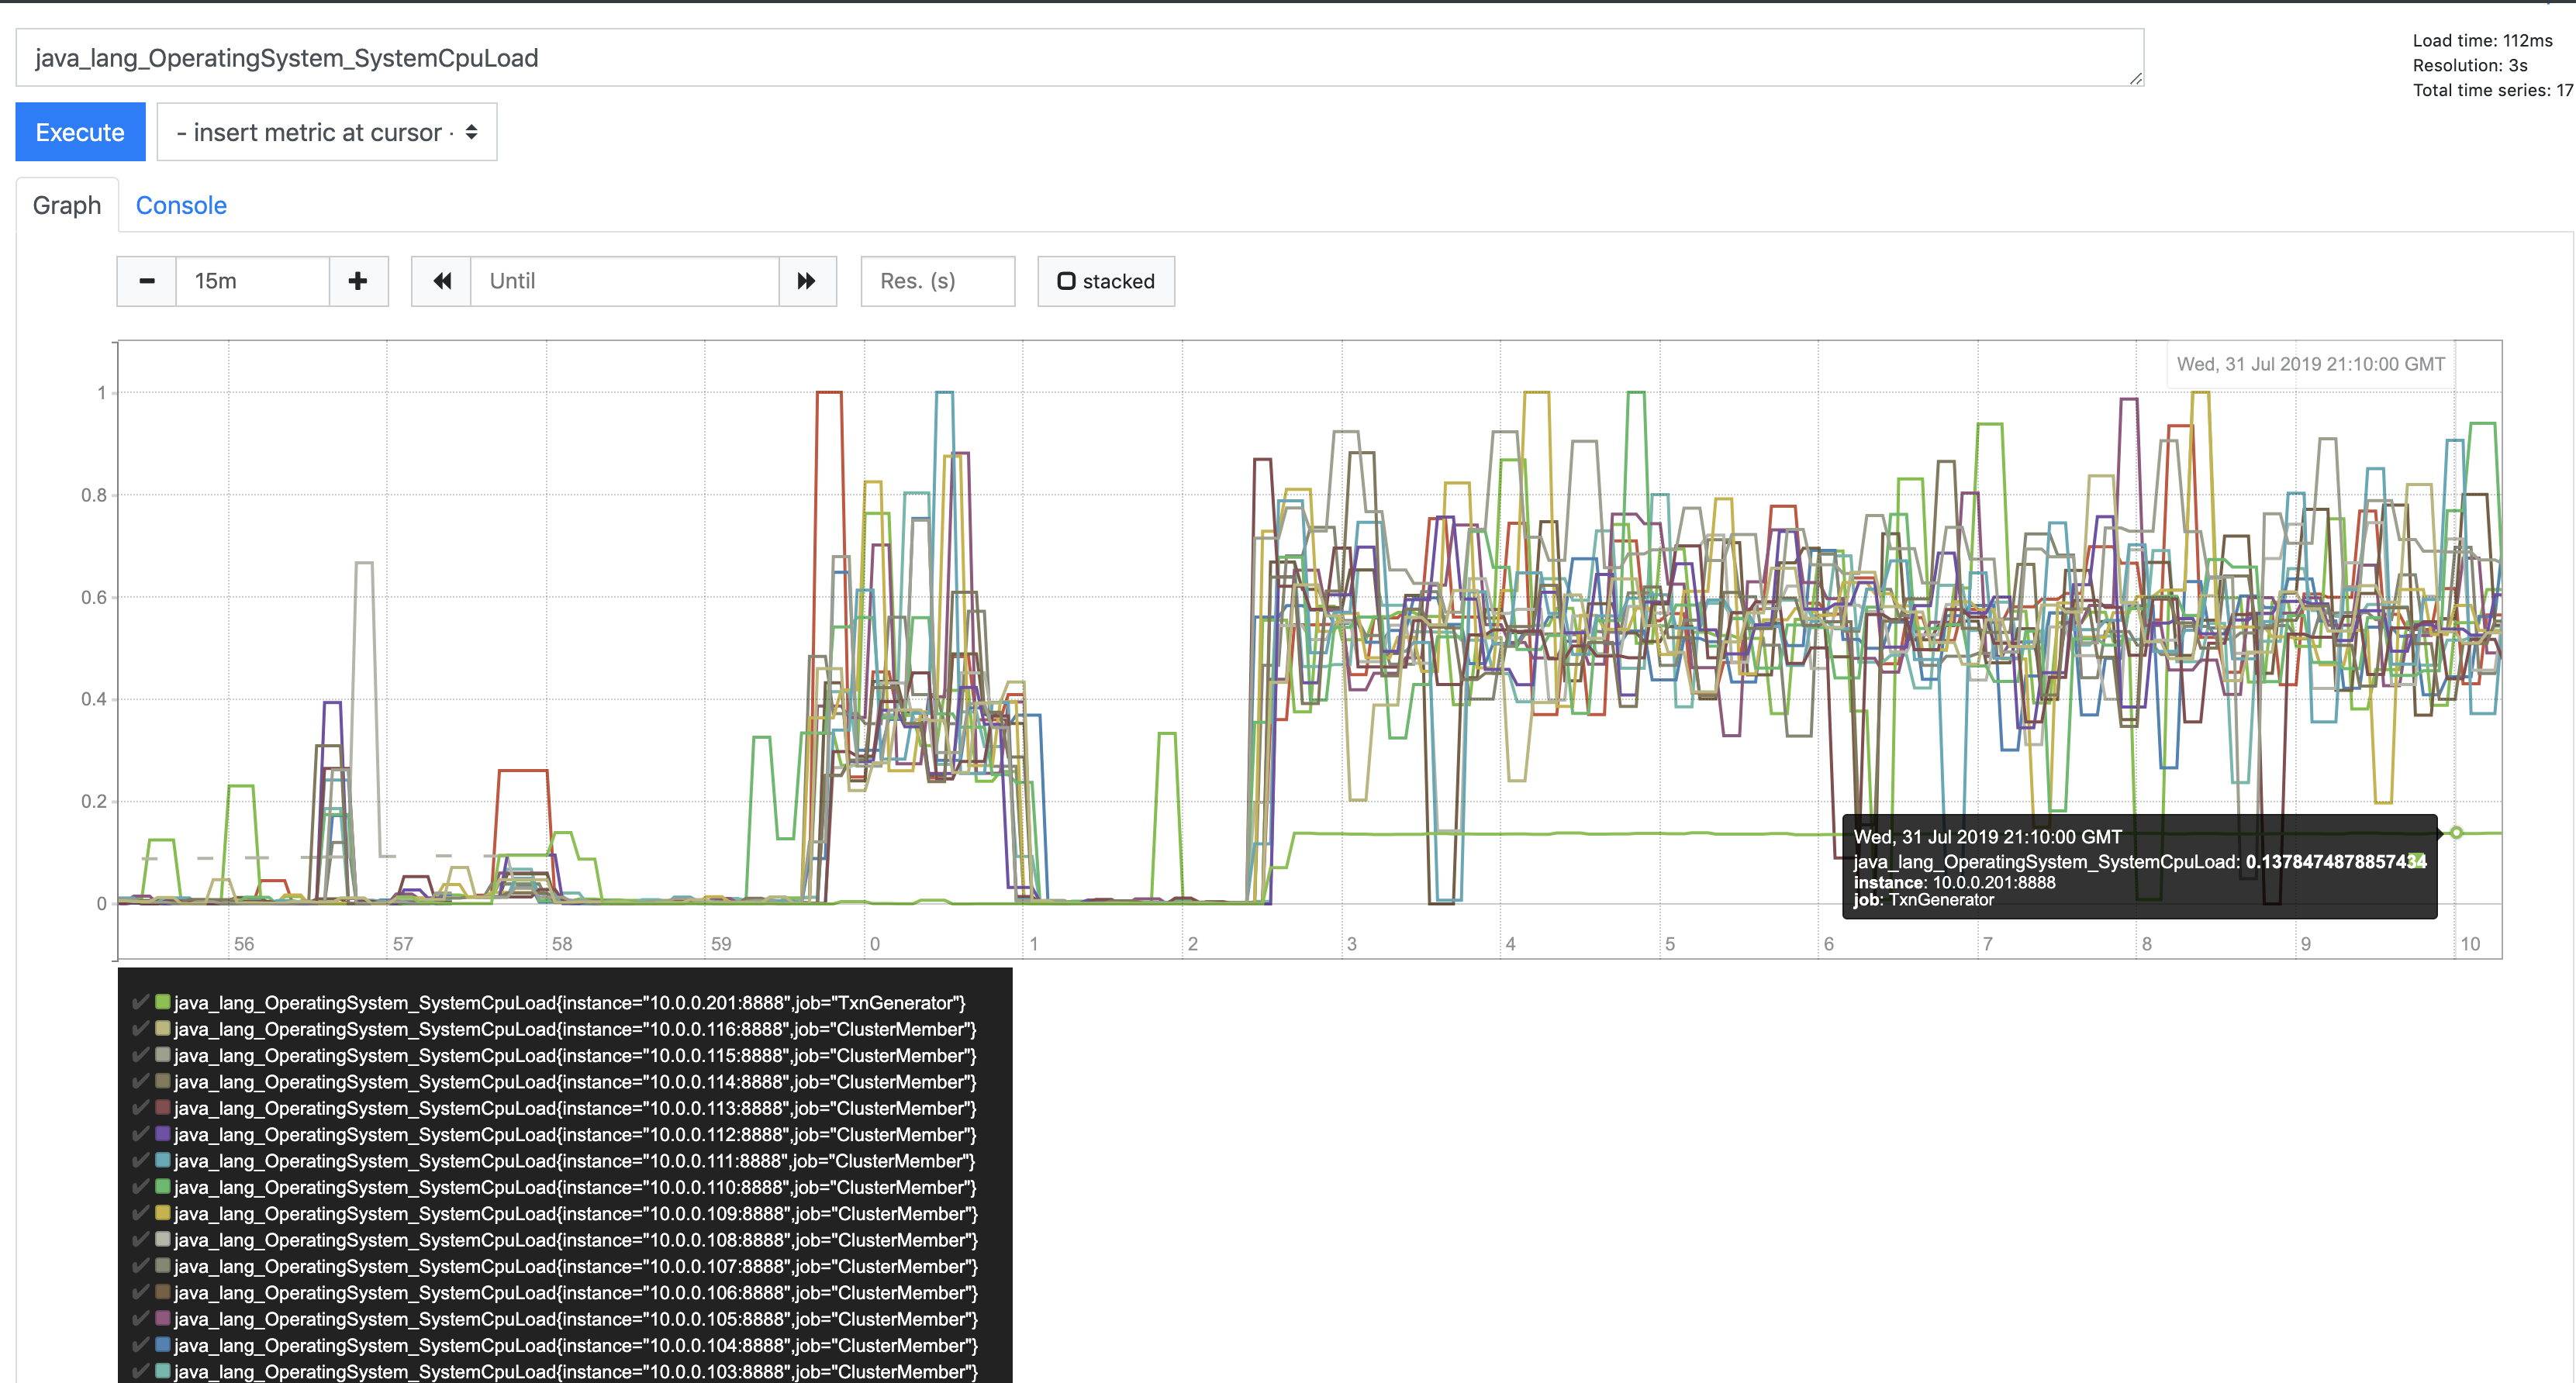 java_lang_OperatingSystem_SystemCpuLoad
Load time: 112ms
Resolution: 3s
Total time series: 17
Execute
- insert metric at cursor -
Graph
Console
15m
Until
Res. (s)
stacked
Wed, 31 Jul 2019 21:10:00 GMT
1
0.8
0.6
0.4
0.2
0
Wed, 31 Jul 2019 21:10:00 GMT
java_lang_OperatingSystem_SystemCpuLoad: 0.1378474878857434
instance: 10.0.0.201:8888
job: TxnGenerator
56 57 58 59 0 1 2 3 4 5 6 7 8 9 10
java_lang_OperatingSystem_SystemCpuLoad{instance="10.0.0.201:8888",job="TxnGenerator"}
java_lang_OperatingSystem_SystemCpuLoad{instance="10.0.0.116:8888",job="ClusterMember"}
java_lang_OperatingSystem_SystemCpuLoad{instance="10.0.0.115:8888",job="ClusterMember"}
java_lang_OperatingSystem_SystemCpuLoad{instance="10.0.0.114:8888",job="ClusterMember"}
java_lang_OperatingSystem_SystemCpuLoad{instance="10.0.0.113:8888",job="ClusterMember"}
java_lang_OperatingSystem_SystemCpuLoad{instance="10.0.0.112:8888",job="ClusterMember"}
java_lang_OperatingSystem_SystemCpuLoad{instance="10.0.0.111:8888",job="ClusterMember"}
java_lang_OperatingSystem_SystemCpuLoad{instance="10.0.0.110:8888",job="ClusterMember"}
java_lang_OperatingSystem_SystemCpuLoad{instance="10.0.0.109:8888",job="ClusterMember"}
java_lang_OperatingSystem_SystemCpuLoad{instance="10.0.0.108:8888",job="ClusterMember"}
java_lang_OperatingSystem_SystemCpuLoad{instance="10.0.0.107:8888",job="ClusterMember"}
java_lang_OperatingSystem_SystemCpuLoad{instance="10.0.0.106:8888",job="ClusterMember"}
java_lang_OperatingSystem_SystemCpuLoad{instance="10.0.0.105:8888",job="ClusterMember"}
java_lang_OperatingSystem_SystemCpuLoad{instance="10.0.0.104:8888",job="ClusterMember"}
java_lang_OperatingSystem_SystemCpuLoad{instance="10.0.0.103:8888",job="ClusterMember"}